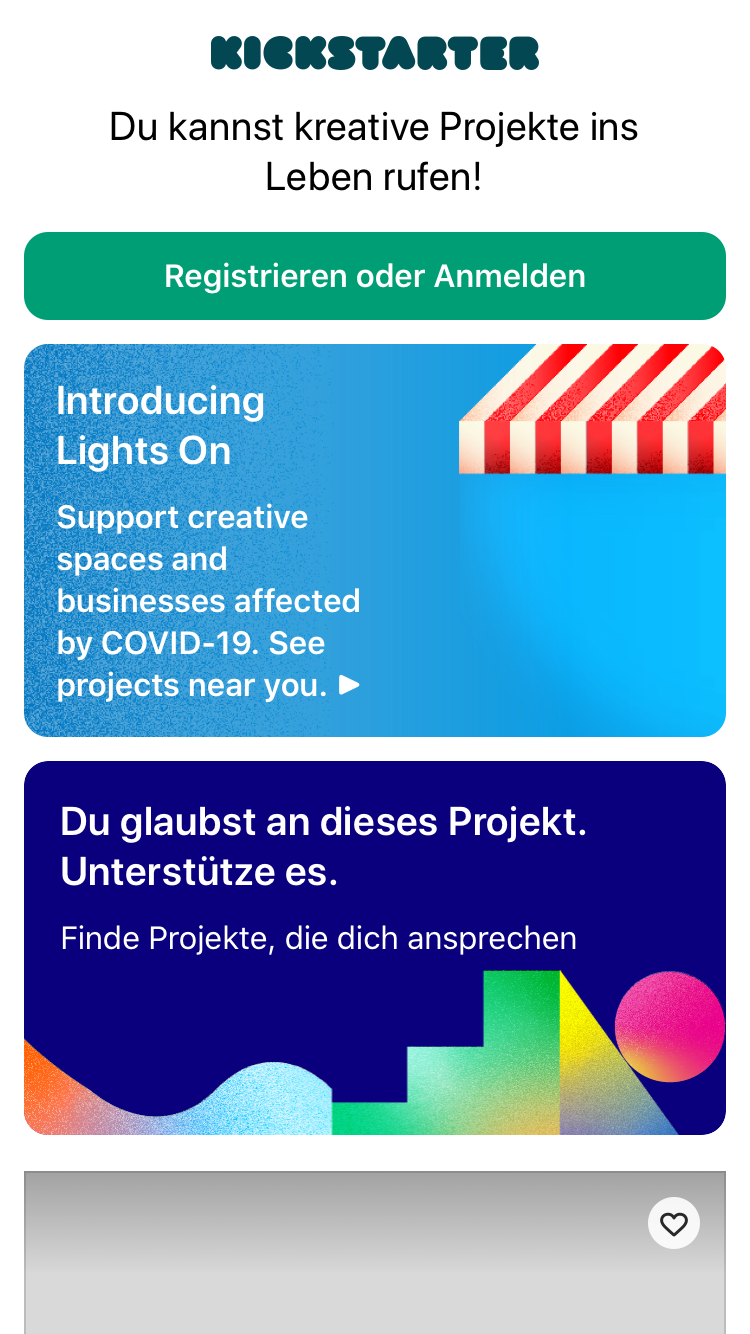 KICKSTARTER
Du kannst kreative Projekte ins
Leben rufen!
Registrieren oder Anmelden
Introducing
Lights On
Support creative
spaces and
businesses affected
by COVID-19. See
projects near you. ►
Du glaubst an dieses Projekt.
Unterstütze es.
Finde Projekte, die dich ansprechen